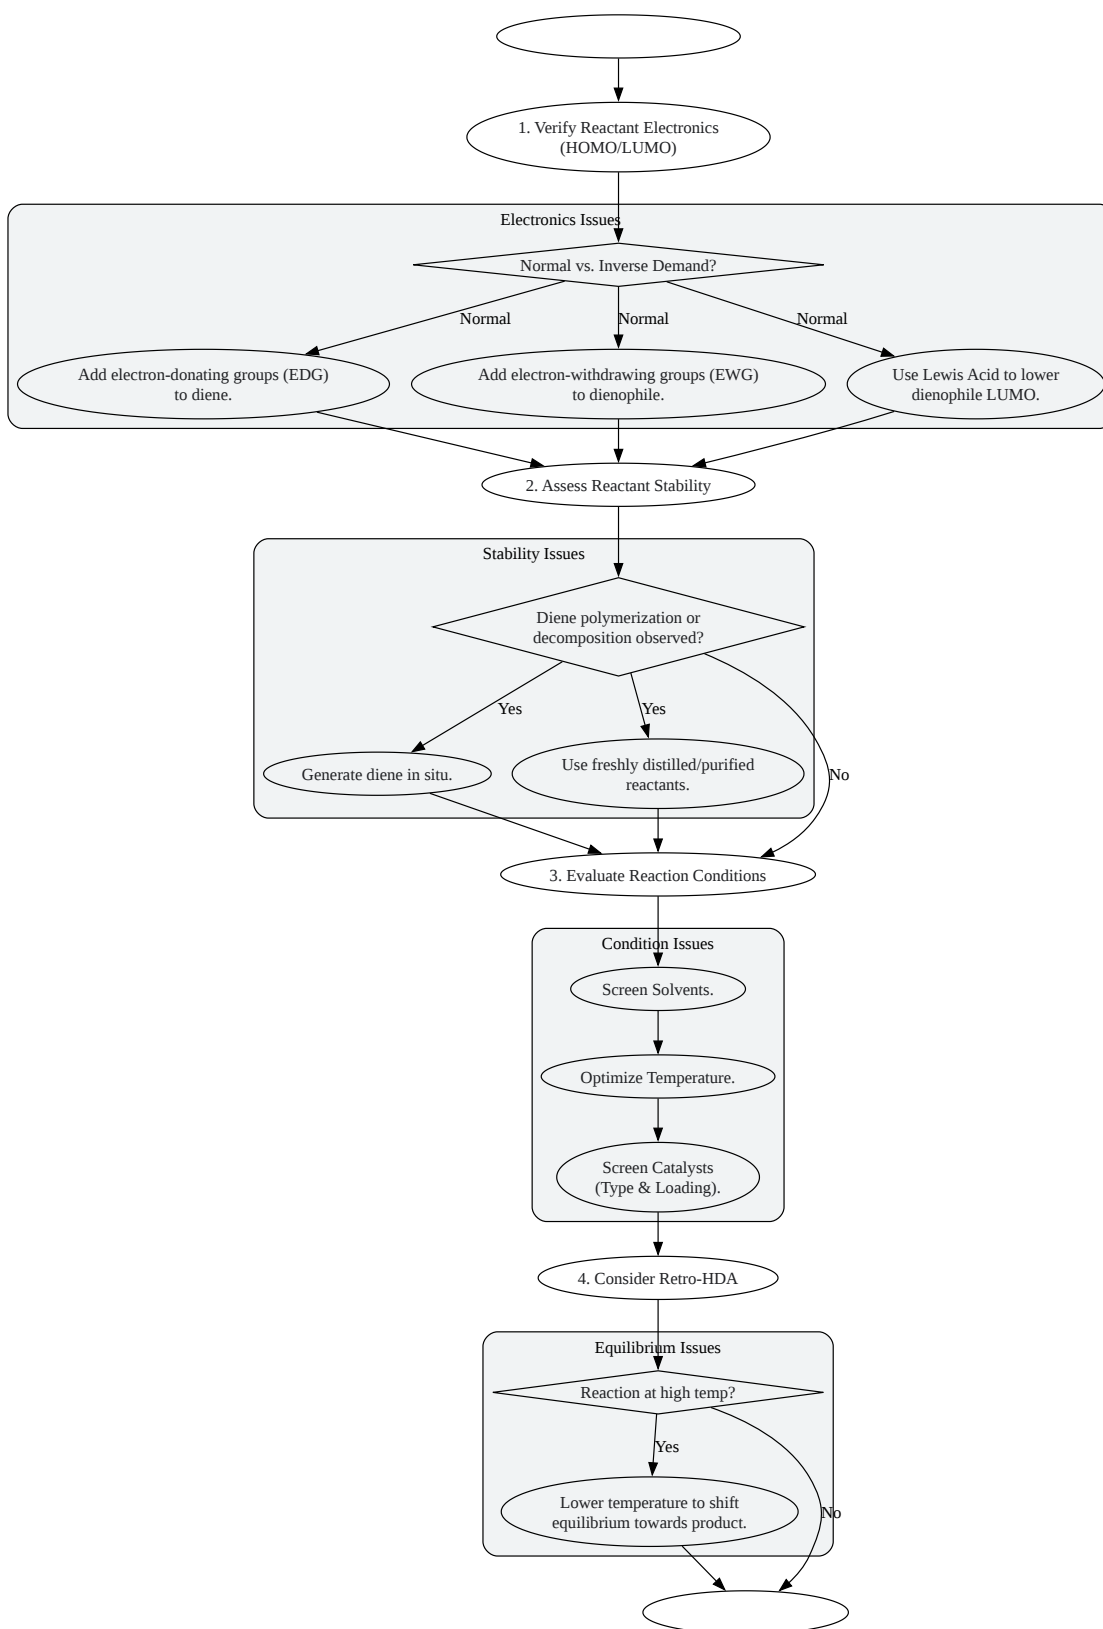 1. Verify Reactant Electronics
(HOMO/LUMO)
Electronics Issues
Normal vs. Inverse Demand?
Normal
Normal
Normal
Add electron-donating groups (EDG)
to diene.
Add electron-withdrawing groups (EWG)
to dienophile.
Use Lewis Acid to lower
dienophile LUMO.
2. Assess Reactant Stability
Stability Issues
Diene polymerization or
decomposition observed?
Yes
Yes
No
Generate diene in situ.
Use freshly distilled/purified
reactants.
3. Evaluate Reaction Conditions
Condition Issues
Screen Solvents.
Optimize Temperature.
Screen Catalysts
(Type & Loading).
4. Consider Retro-HDA
Equilibrium Issues
Reaction at high temp?
Yes
No
Lower temperature to shift
equilibrium towards product.